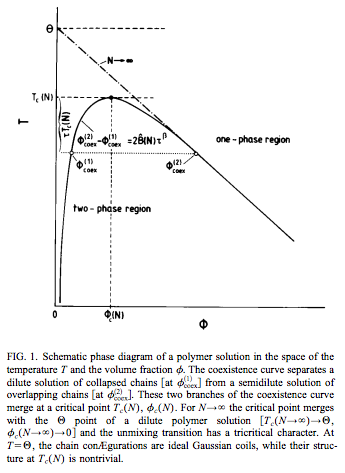 Θ
N→∞
T_c(N)
τT_c(N)
ϕ^(2)_coex − ϕ^(1)_coex = 2B̂(N)τ^β
T
one-phase region
ϕ^(1)_coex
ϕ^(2)_coex
two-phase region
0
ϕ_c(N)
Φ
FIG. 1. Schematic phase diagram of a polymer solution in the space of the
temperature T and the volume fraction ϕ. The coexistence curve separates a
dilute solution of collapsed chains [at ϕ^(1)_coex] from a semidilute solution of
overlapping chains [at ϕ^(2)_coex]. These two branches of the coexistence curve
merge at a critical point T_c(N), ϕ_c(N). For N→∞ the critical point merges
with the Θ point of a dilute polymer solution [T_c(N→∞)→Θ,
ϕ_c(N→∞)→0] and the unmixing transition has a tricritical character. At
T=Θ, the chain conÆgurations are ideal Gaussian coils, while their struc-
ture at T_c(N) is nontrivial.